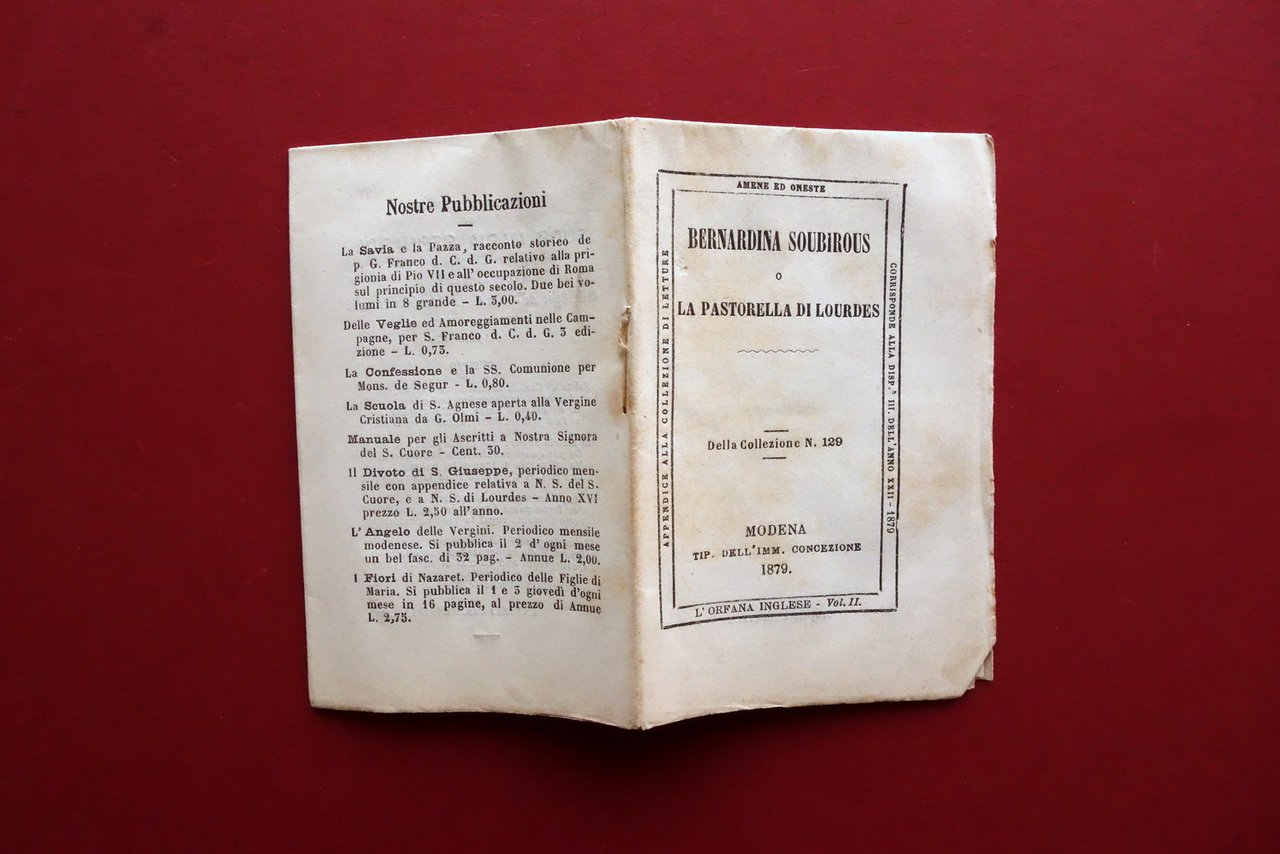 Nostre Pubblicazioni
La Savia e la Pazza, racconto storico de
p. G. Franco d. C. d. G. relativo alla pri-
gionia di Pio VII e all' occupazione di Roma
sul principio di questo secolo. Due bei vo-
lumi in 8 grande – L. 3,00.
Delle Veglie ed Amoreggiamenti nelle Cam-
pagne, per S. Franco d. C. d. G. 3 edi-
zione – L. 0,75.
La Confessione e la SS. Comunione per
Mons. de Segur - L. 0,80.
La Scuola di S. Agnese aperta alla Vergine
Cristiana da G. Olmi – L. 0,40.
Manuale per gli Ascritti a Nostra Signora
del S. Cuore – Cent. 30.
Il Divoto di S. Giuseppe, periodico men-
sile con appendice relativa a N. S. del S.
Cuore, e a N. S. di Lourdes – Anno XVI
prezzo L. 2,50 all'anno.
L' Angelo delle Vergini. Periodico mensile
modenese. Si pubblica il 2 d' ogni mese
un bel fasc. di 32 pag. – Annue L. 2,00.
I Fiori di Nazaret. Periodico delle Figlie di
Maria. Si pubblica il 1 e 3 giovedì d'ogni
mese in 16 pagine, al prezzo di Annue
L. 2,75.
APPENDICE ALLA COLLEZIONE DI LETTURE
AMENE ED ONESTE
CORRISPONDE ALLA DISP.ª III. DELL'ANNO XXII - 1879
BERNARDINA SOUBIROUS
O
LA PASTORELLA DI LOURDES
Della Collezione N. 129
MODENA
TIP. DELL'IMM. CONCEZIONE
1879.
L' ORFANA INGLESE - Vol. II.